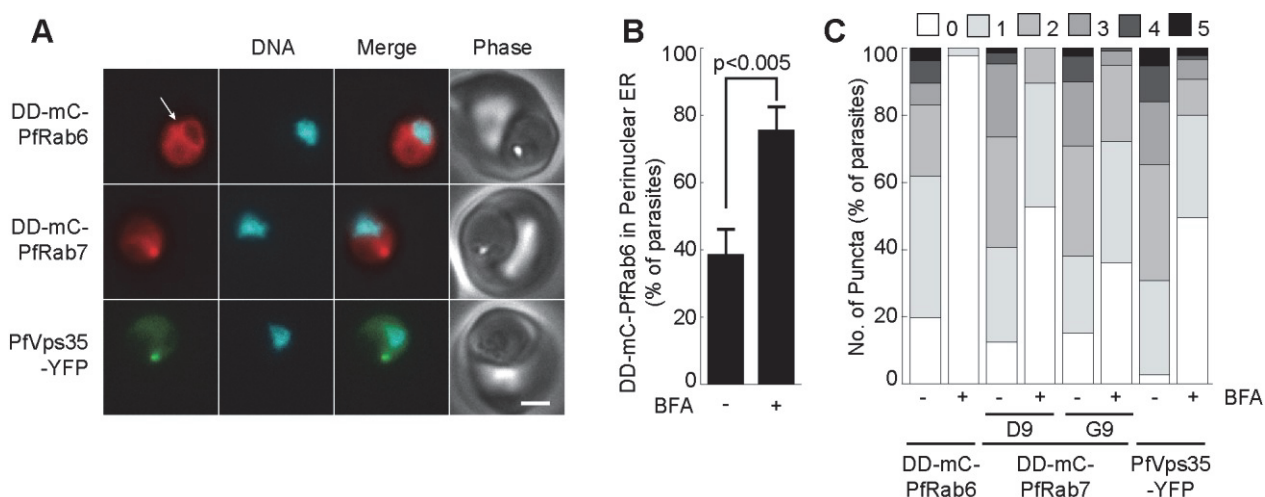 A
DNA
Merge
Phase
DD-mC-
PfRab6
DD-mC-
PfRab7
PfVps35
-YFP
B
DD-mC-PfRab6 in Perinuclear ER
(% of parasites)
100
80
60
40
20
0
p<0.005
BFA
-
+
C
0
1
2
3
4
5
No. of Puncta (% of parasites)
100
80
60
40
20
0
- + - + - + - + BFA
D9
G9
DD-mC-
PfRab6
DD-mC-
PfRab7
PfVps35
-YFP